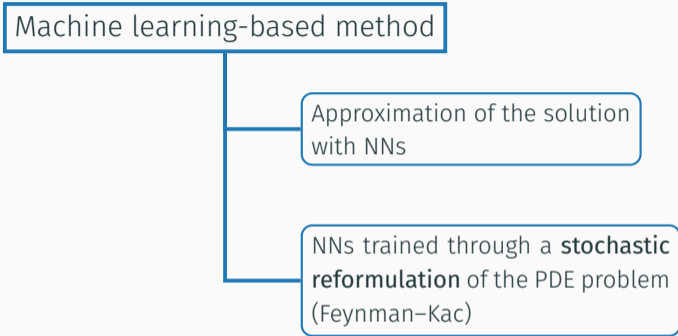 Machine learning-based method
Approximation of the solution
with NNs
NNs trained through a stochastic
reformulation of the PDE problem
(Feynman–Kac)